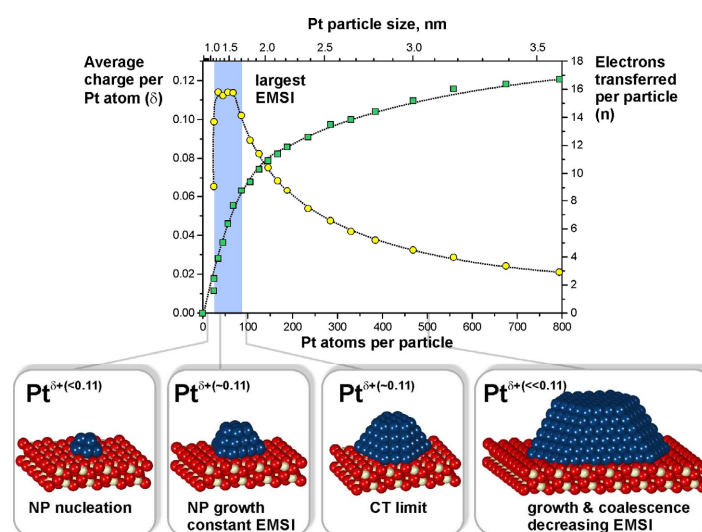 Pt particle size, nm
1.0 1.5 2.0 2.5 3.0 3.5
Average
charge per
Pt atom (δ)
Electrons
transferred
per particle
(n)
largest
EMSI
0.12
0.10
0.08
0.06
0.04
0.02
0.00
18
16
14
12
10
8
6
4
2
0
0 100 200 300 400 500 600 700 800
Pt atoms per particle
Ptδ+(<0.11)
NP nucleation
Ptδ+(~0.11)
NP growth
constant EMSI
Ptδ+(~0.11)
CT limit
Ptδ+(<<0.11)
growth & coalescence
decreasing EMSI